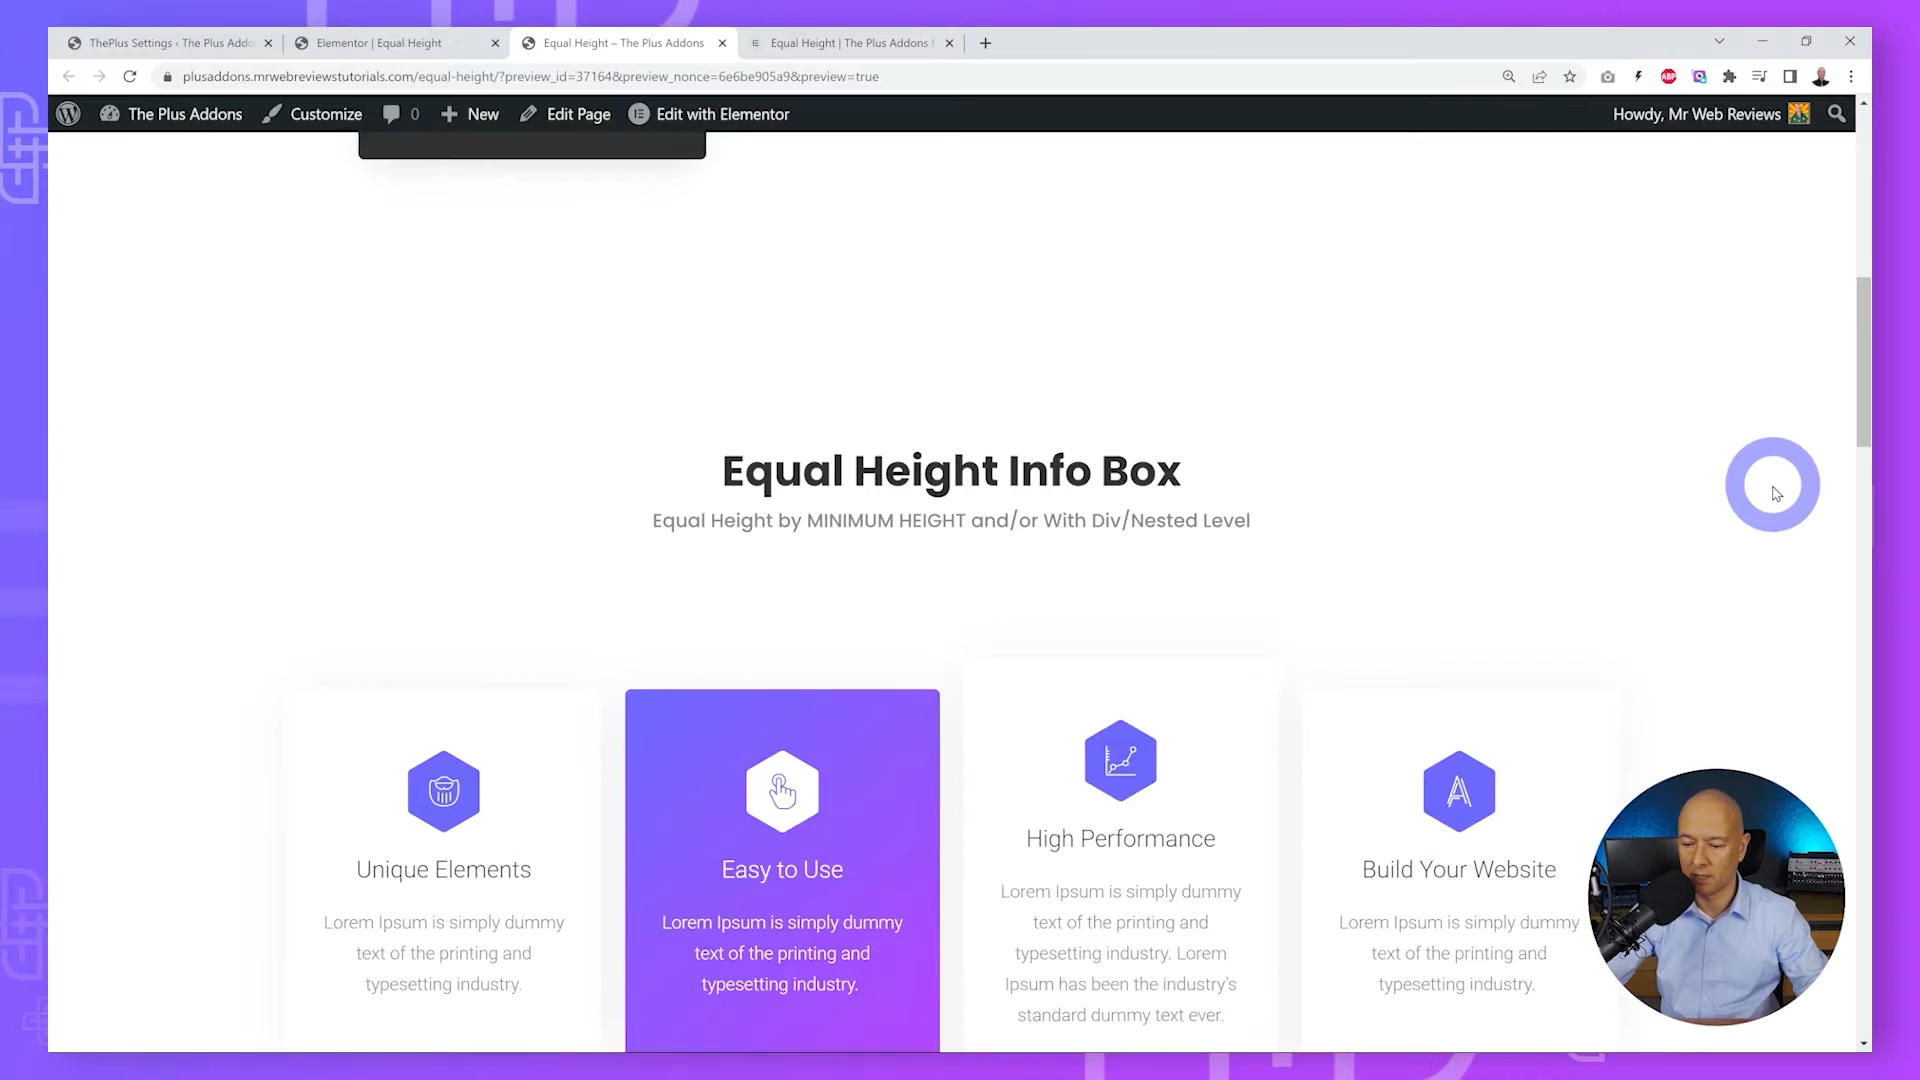 ThePlus Settings ‹ The Plus Addo
Elementor | Equal Height
Equal Height – The Plus Addons
Equal Height | The Plus Addons f
plusaddons.mrwebreviewstutorials.com/equal-height/?preview_id=37164&preview_nonce=6e6be905a9&preview=true
ABP
The Plus Addons
Customize
0
New
Edit Page
Edit with Elementor
Howdy, Mr Web Reviews
Equal Height Info Box
Equal Height by MINIMUM HEIGHT and/or With Div/Nested Level
Unique Elements
Lorem Ipsum is simply dummy
text of the printing and
typesetting industry.
Easy to Use
Lorem Ipsum is simply dummy
text of the printing and
typesetting industry.
High Performance
Lorem Ipsum is simply dummy
text of the printing and
typesetting industry. Lorem
Ipsum has been the industry's
standard dummy text ever.
Build Your Website
Lorem Ipsum is simply dummy
text of the printing and
typesetting industry.